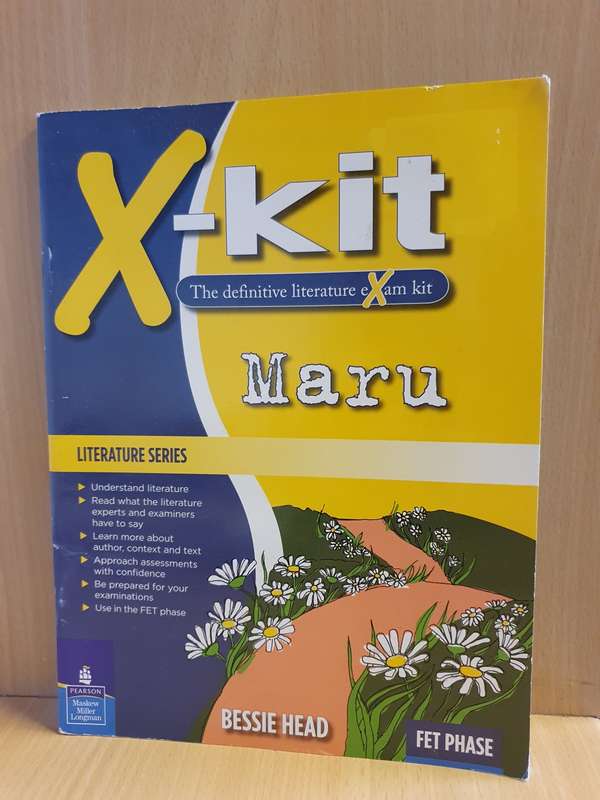 X-kit
The definitive literature eXam kit
Maru
LITERATURE SERIES
Understand literature
Read what the literature
experts and examiners
have to say
Learn more about
author, context and text
Approach assessments
with confidence
Be prepared for your
examinations
Use in the FET phase
PEARSON
Maskew
Miller
Longman
BESSIE HEAD
FET PHASE